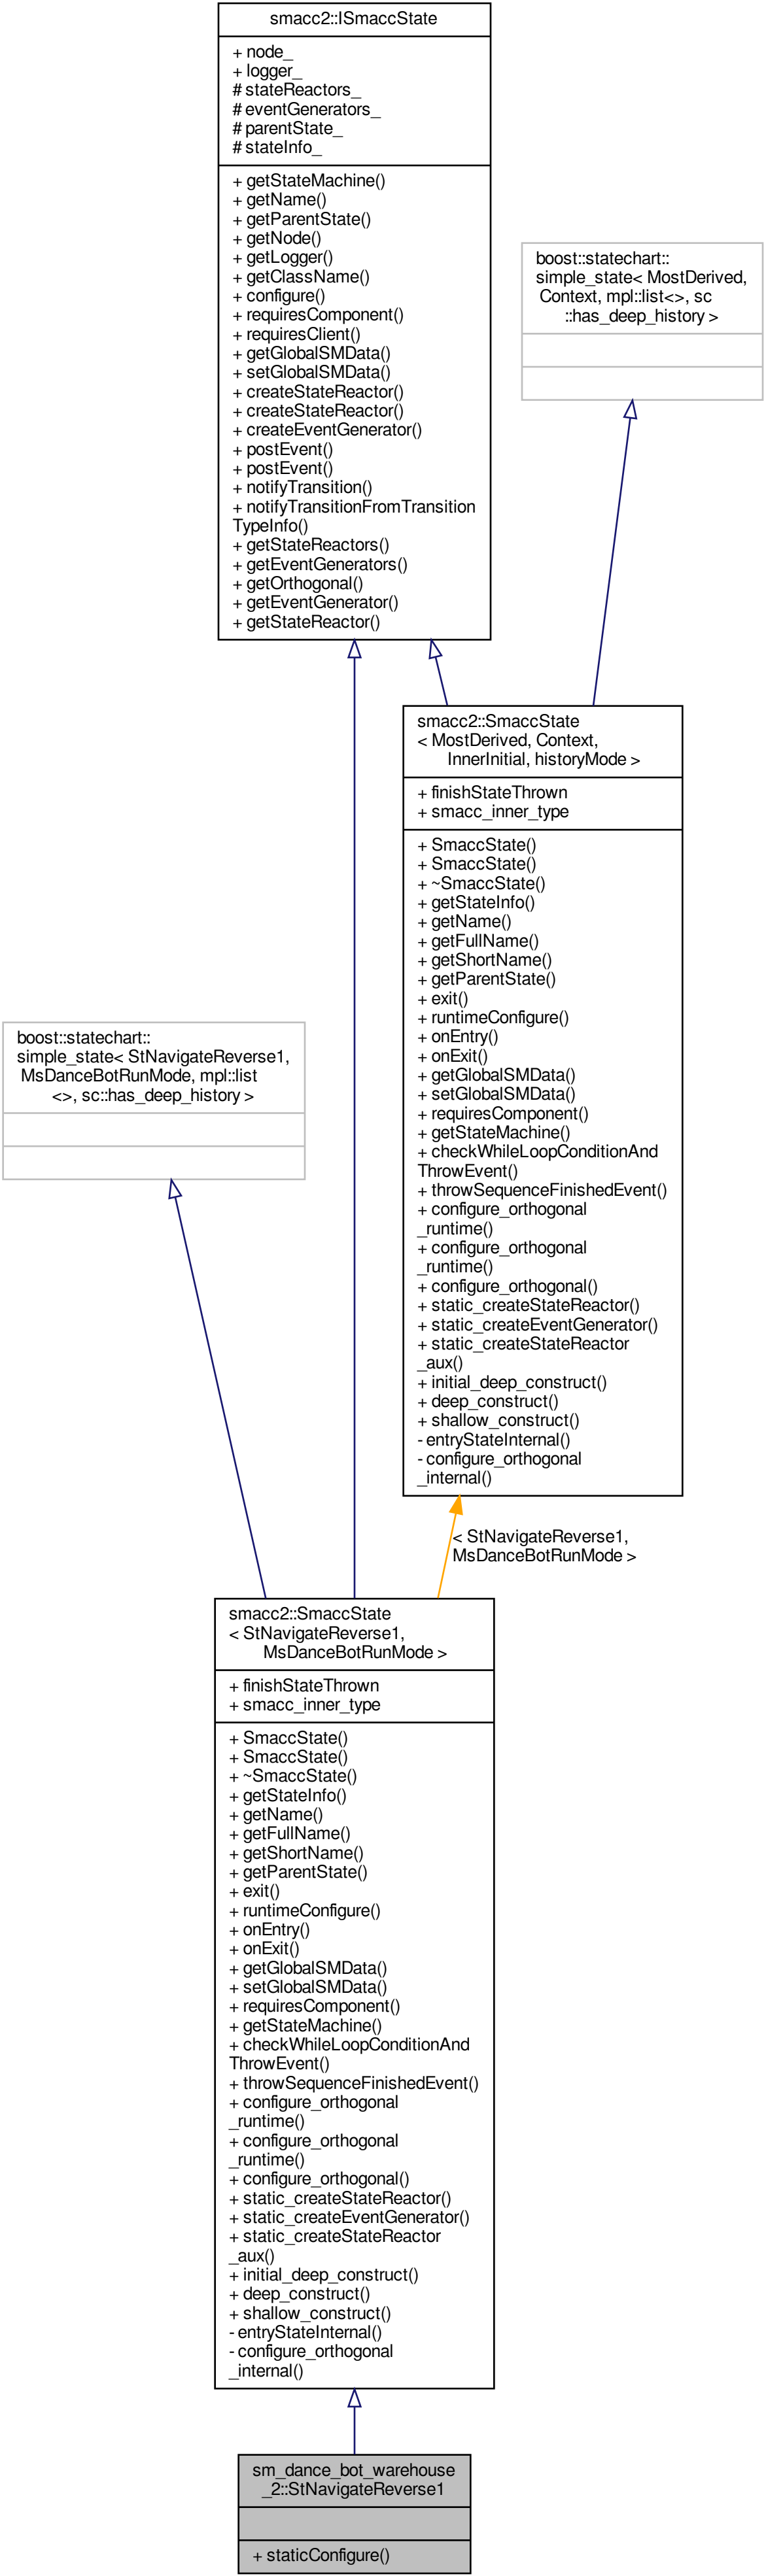 smacc2::ISmaccState
+ node_
+ logger_
# stateReactors_
# eventGenerators_
# parentState_
# stateInfo_
+ getStateMachine()
+ getName()
+ getParentState()
+ getNode()
+ getLogger()
+ getClassName()
+ configure()
+ requiresComponent()
+ requiresClient()
+ getGlobalSMData()
+ setGlobalSMData()
+ createStateReactor()
+ createStateReactor()
+ createEventGenerator()
+ postEvent()
+ postEvent()
+ notifyTransition()
+ notifyTransitionFromTransition
TypeInfo()
+ getStateReactors()
+ getEventGenerators()
+ getOrthogonal()
+ getEventGenerator()
+ getStateReactor()
boost::statechart::
simple_state< MostDerived,
Context, mpl::list<>, sc
::has_deep_history >
smacc2::SmaccState
< MostDerived, Context,
InnerInitial, historyMode >
+ finishStateThrown
+ smacc_inner_type
+ SmaccState()
+ SmaccState()
+ ~SmaccState()
+ getStateInfo()
+ getName()
+ getFullName()
+ getShortName()
+ getParentState()
+ exit()
+ runtimeConfigure()
+ onEntry()
+ onExit()
+ getGlobalSMData()
+ setGlobalSMData()
+ requiresComponent()
+ getStateMachine()
+ checkWhileLoopConditionAnd
ThrowEvent()
+ throwSequenceFinishedEvent()
+ configure_orthogonal
_runtime()
+ configure_orthogonal
_runtime()
+ configure_orthogonal()
+ static_createStateReactor()
+ static_createEventGenerator()
+ static_createStateReactor
_aux()
+ initial_deep_construct()
+ deep_construct()
+ shallow_construct()
- entryStateInternal()
- configure_orthogonal
_internal()
boost::statechart::
simple_state< StNavigateReverse1,
MsDanceBotRunMode, mpl::list
<>, sc::has_deep_history >
< StNavigateReverse1,
MsDanceBotRunMode >
smacc2::SmaccState
< StNavigateReverse1,
MsDanceBotRunMode >
+ finishStateThrown
+ smacc_inner_type
+ SmaccState()
+ SmaccState()
+ ~SmaccState()
+ getStateInfo()
+ getName()
+ getFullName()
+ getShortName()
+ getParentState()
+ exit()
+ runtimeConfigure()
+ onEntry()
+ onExit()
+ getGlobalSMData()
+ setGlobalSMData()
+ requiresComponent()
+ getStateMachine()
+ checkWhileLoopConditionAnd
ThrowEvent()
+ throwSequenceFinishedEvent()
+ configure_orthogonal
_runtime()
+ configure_orthogonal
_runtime()
+ configure_orthogonal()
+ static_createStateReactor()
+ static_createEventGenerator()
+ static_createStateReactor
_aux()
+ initial_deep_construct()
+ deep_construct()
+ shallow_construct()
- entryStateInternal()
- configure_orthogonal
_internal()
sm_dance_bot_warehouse
_2::StNavigateReverse1
+ staticConfigure()